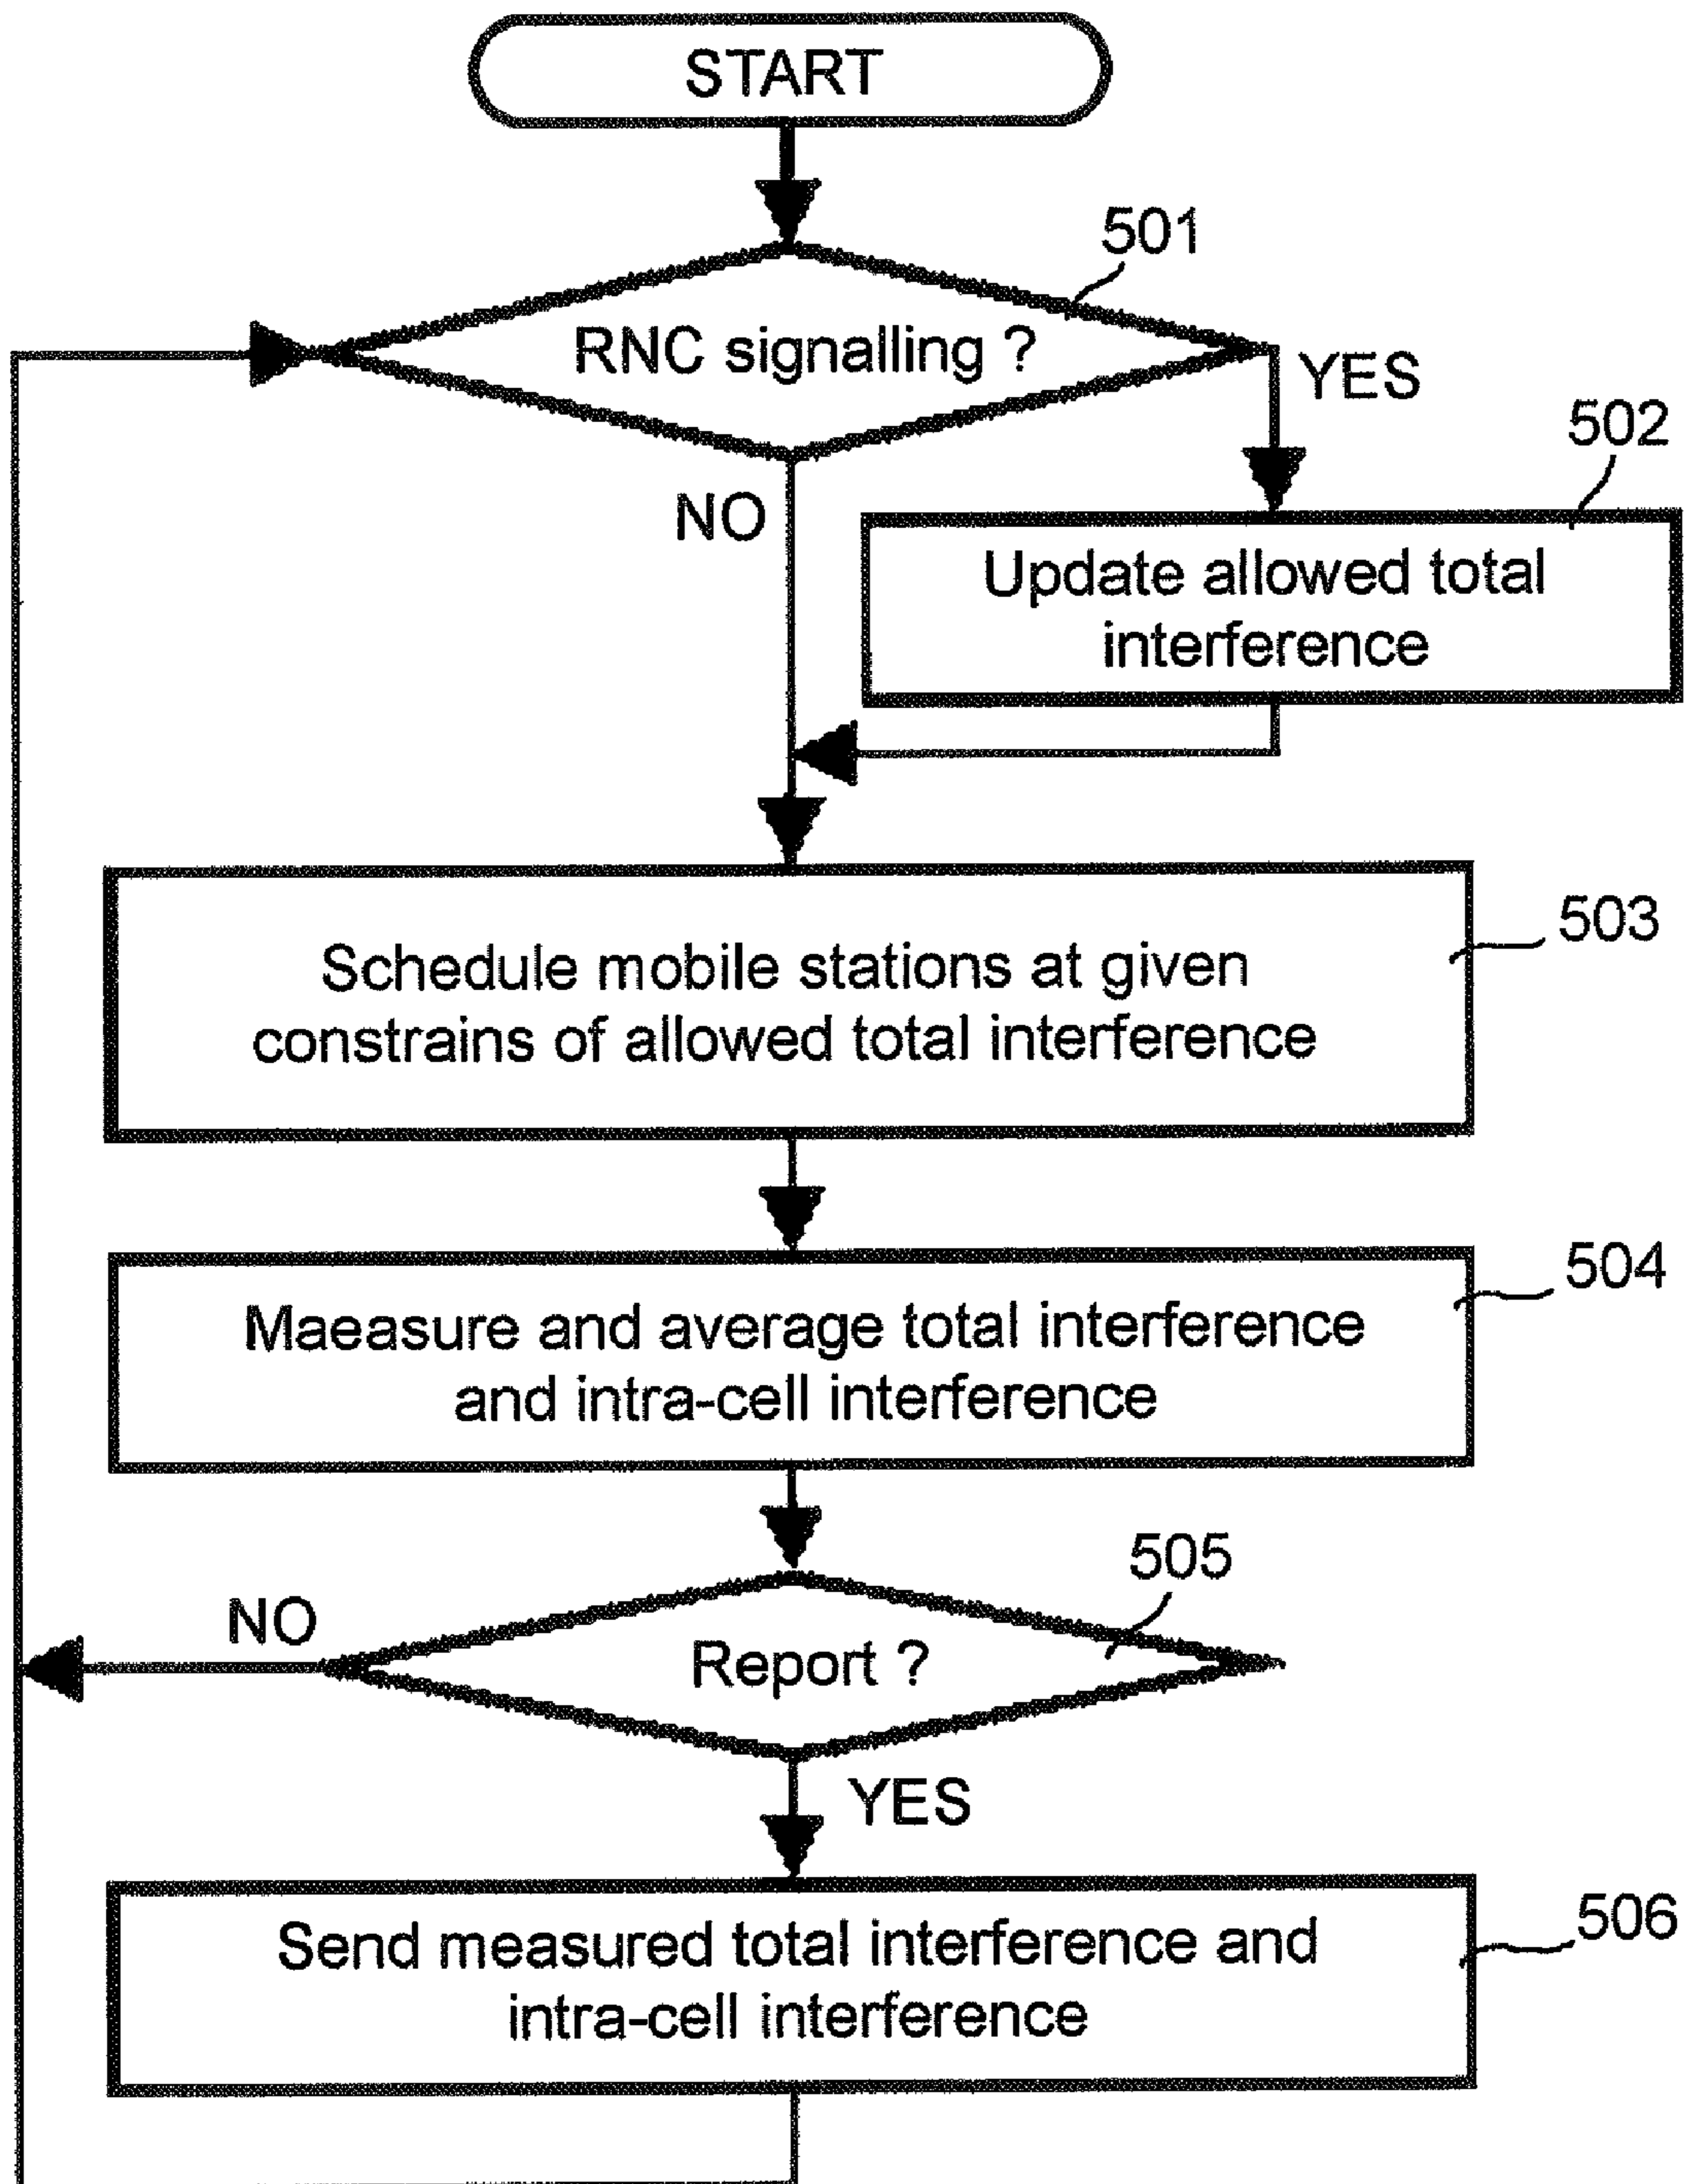 START
501
RNC signalling ?
YES
502
NO
Update allowed total
interference
503
Schedule mobile stations at given
constrains of allowed total interference
504
Maeasure and average total interference
and intra-cell interference
505
NO
Report ?
YES
506
Send measured total interference and
intra-cell interference